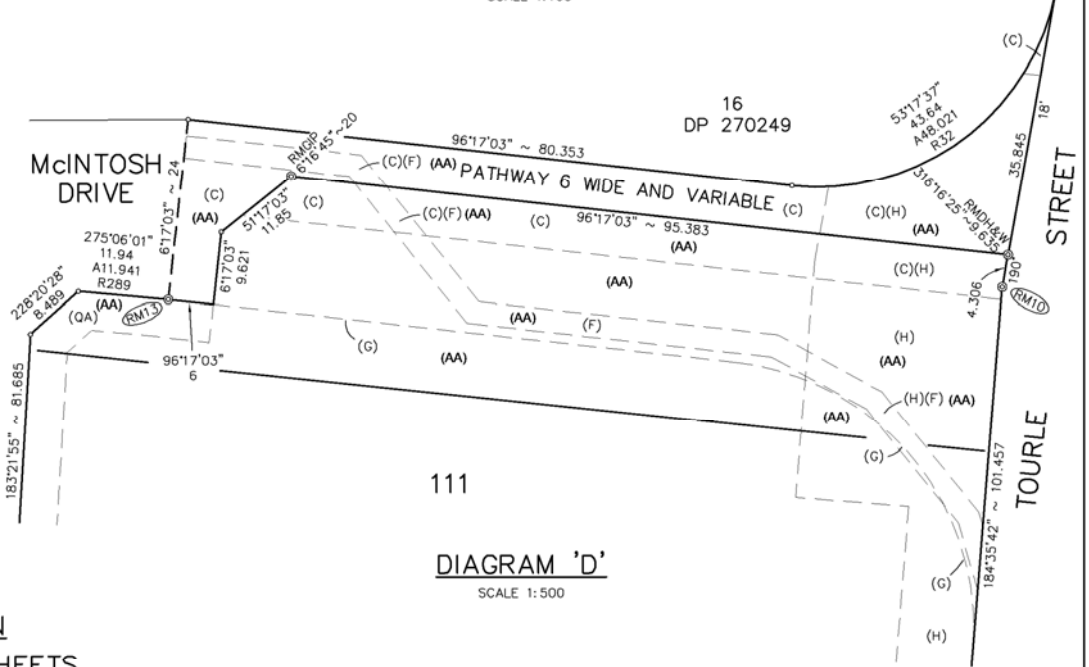 (C)
18'
16
DP 270249
53°17'37"
43.64
A48.021
R32
35.845
STREET
McINTOSH
DRIVE
6°17'03" ~ 24
RMGIP
6°16'45"~20
96°17'03" ~ 80.353
(C)(F) (AA)
PATHWAY 6 WIDE AND VARIABLE
(C)
316°16'25"~9.635
RMDH&W
(C)
(AA)
51°17'03"
11.85
(C)
(C)(F) (AA)
(C)
96°17'03" ~ 95.383
(AA)
(C)(H)
(AA)
(C)(H)
275°06'01"
11.94
A11.941
R289
6°17'03"
9.621
(AA)
4.306
190
RM10
228°20'28"
8.489
(AA)
(QA)
RM13
(AA)
(F)
(H)
(G)
96°17'03"
6
(AA)
(AA)
(H)(F) (AA)
(AA)
183°21'55" ~ 81.685
(G)
TOURLE
184°35'42" ~ 101.457
111
DIAGRAM 'D'
SCALE 1:500
(G)
(H)
HEETS